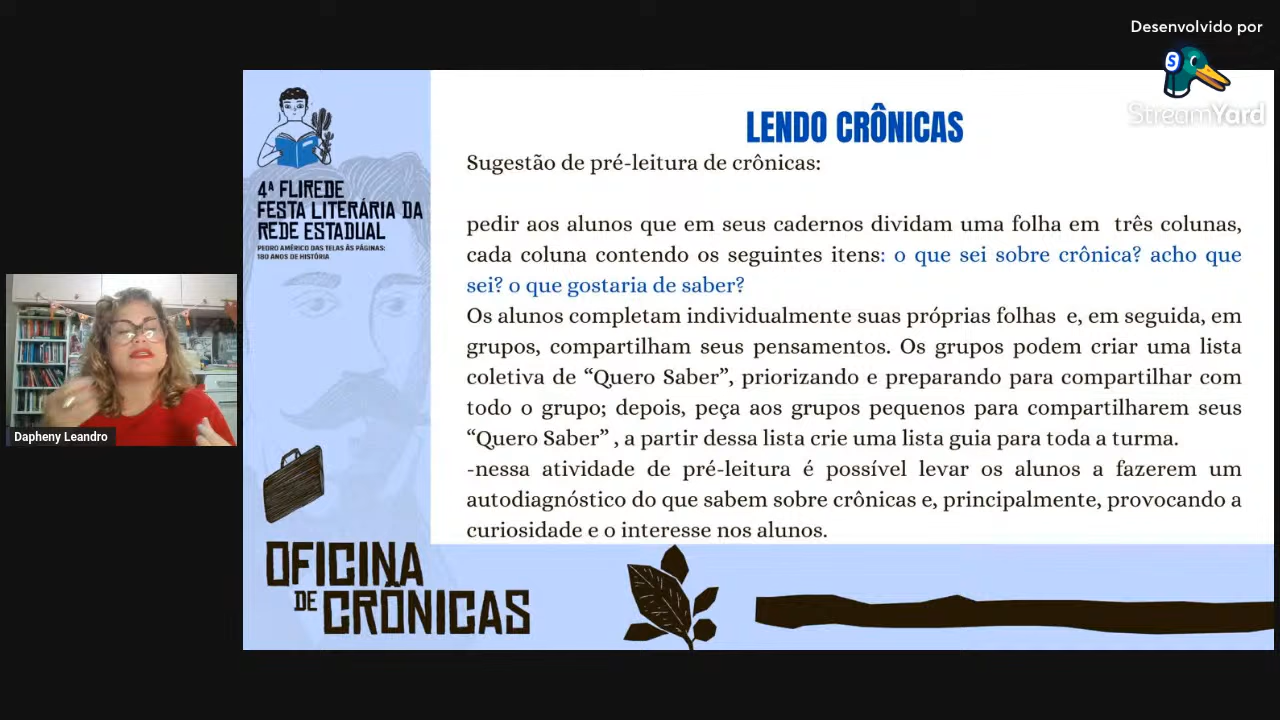 Desenvolvido por
StreamYard
4ª FLIREDE
FESTA LITERÁRIA DA
REDE ESTADUAL
PEDRO AMÉRICO DAS TELAS ÀS PÁGINAS:
180 ANOS DE HISTÓRIA
LENDO CRÔNICAS
Sugestão de pré-leitura de crônicas:
pedir aos alunos que em seus cadernos dividam uma folha em três colunas,
cada coluna contendo os seguintes itens: o que sei sobre crônica? acho que
sei? o que gostaria de saber?
Os alunos completam individualmente suas próprias folhas e, em seguida, em
grupos, compartilham seus pensamentos. Os grupos podem criar uma lista
coletiva de “Quero Saber”, priorizando e preparando para compartilhar com
todo o grupo; depois, peça aos grupos pequenos para compartilharem seus
“Quero Saber” , a partir dessa lista crie uma lista guia para toda a turma.
-nessa atividade de pré-leitura é possível levar os alunos a fazerem um
autodiagnóstico do que sabem sobre crônicas e, principalmente, provocando a
curiosidade e o interesse nos alunos.
Dapheny Leandro
OFICINA
DE CRÔNICAS